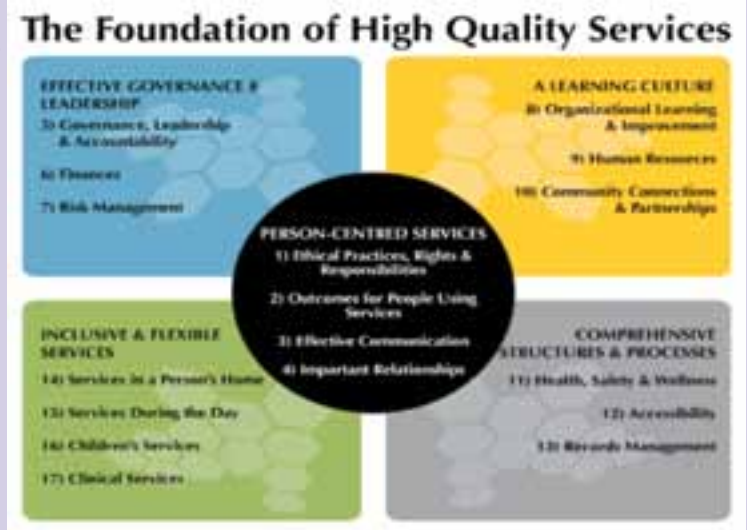 The Foundation of High Quality Services
EFFECTIVE GOVERNANCE &
LEADERSHIP
5) Governance, Leadership
& Accountability
6) Finances
7) Risk Management
A LEARNING CULTURE
8) Organizational Learning
& Improvement
9) Human Resources
10) Community Connections
& Partnerships
PERSON-CENTRED SERVICES
1) Ethical Practices, Rights &
Responsibilities
2) Outcomes for People Using
Services
3) Effective Communication
4) Important Relationships
INCLUSIVE & FLEXIBLE
SERVICES
14) Services in a Person's Home
15) Services During the Day
16) Children's Services
17) Clinical Services
COMPREHENSIVE
STRUCTURES & PROCESSES
11) Health, Safety & Wellness
12) Accessibility
13) Records Management